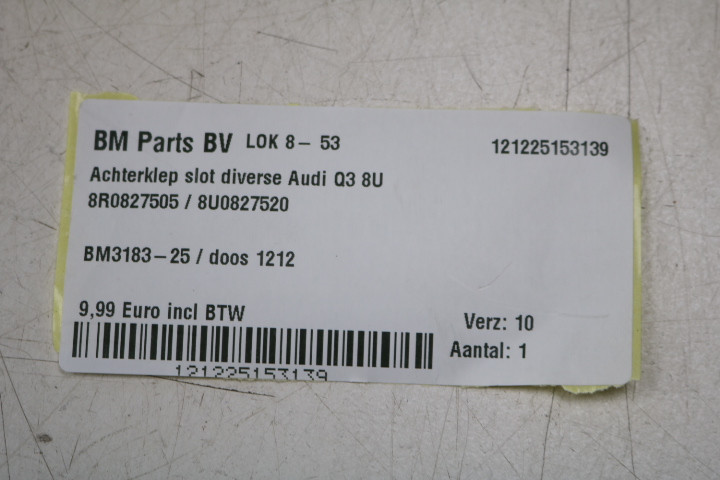 BM Parts BV LOK 8- 53 121225153139
Achterklep slot diverse Audi Q3 8U
8R0827505 / 8U0827520
BM3183-25 / doos 1212
9,99 Euro incl BTW
Verz: 10
Aantal: 1
121225153139